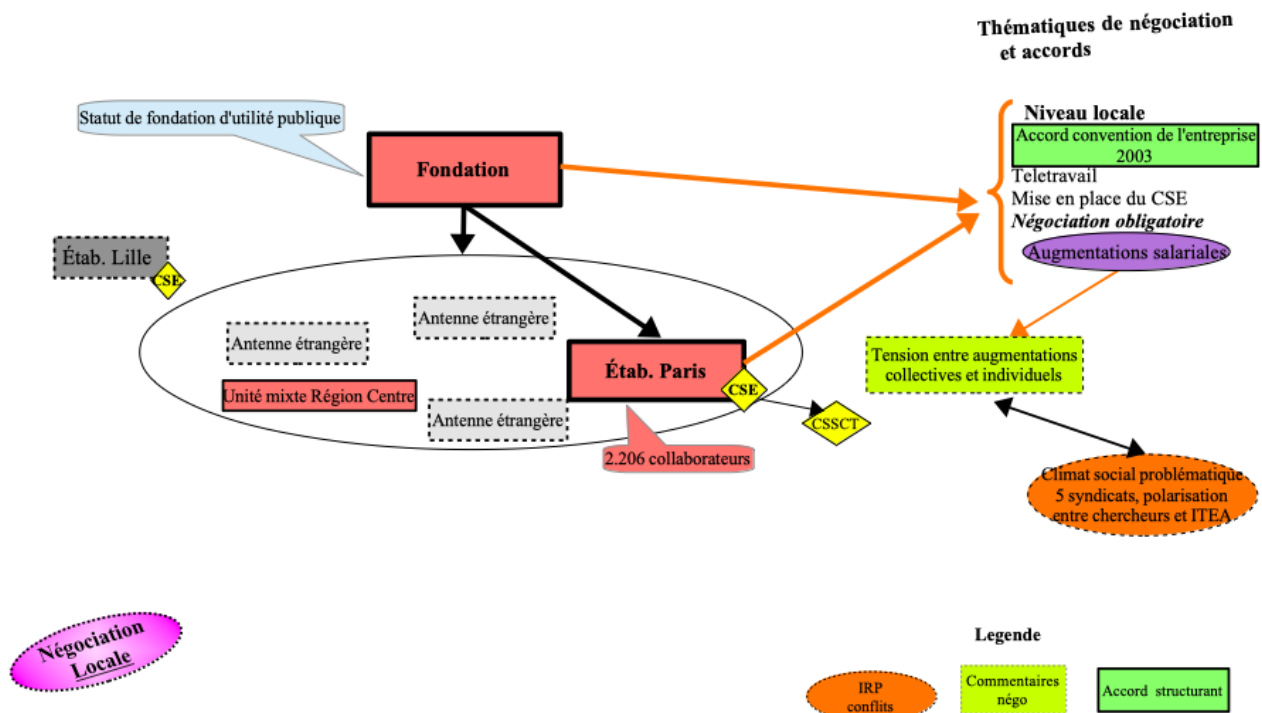 Thématiques de négociation
et accords
Statut de fondation d'utilité publique
Fondation
Niveau locale
Accord convention de l'entreprise
2003
Teletravail
Mise en place du CSE
Négociation obligatoire
Augmentations salariales
Étab. Lille
CSE
Antenne étrangère
Antenne étrangère
Unité mixte Région Centre
Antenne étrangère
Étab. Paris
CSE
CSSCT
2.206 collaborateurs
Tension entre augmentations
collectives et individuels
Climat social problématique
5 syndicats, polarisation
entre chercheurs et ITEA
Négociation
Locale
Legende
IRP
conflits
Commentaires
négo
Accord structurant